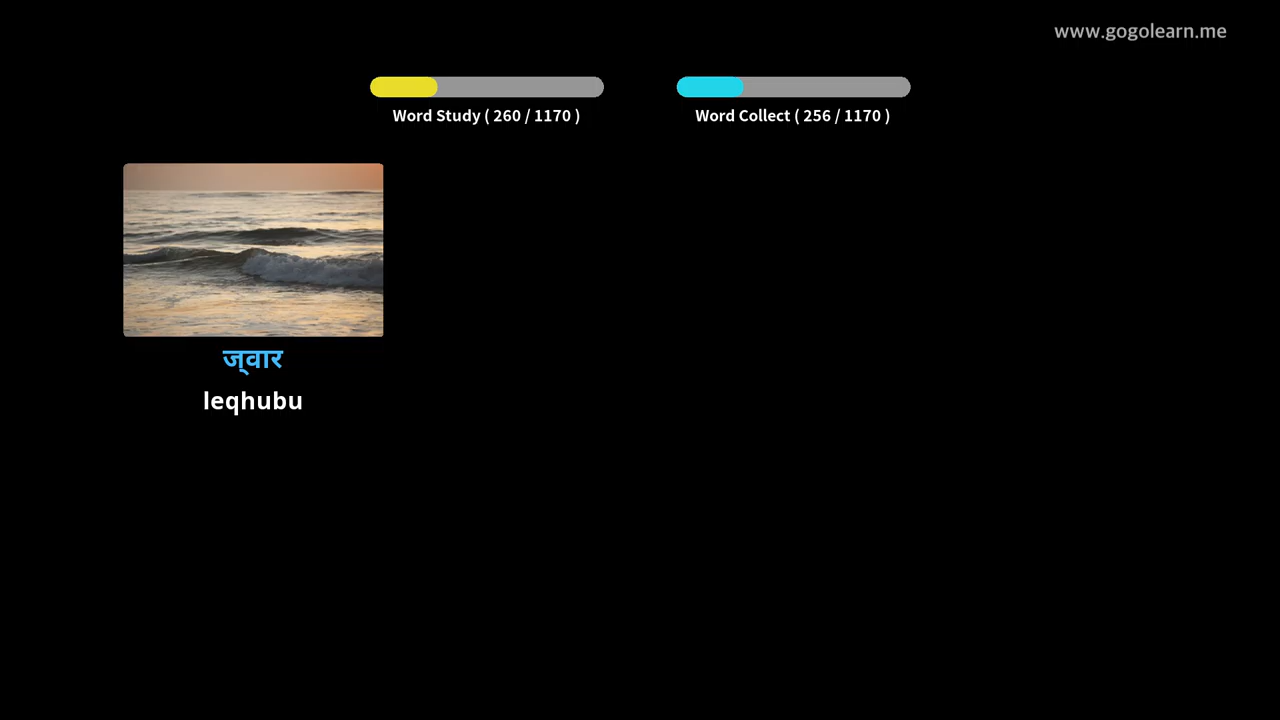 www.gogolearn.me
Word Study ( 260 / 1170 )
Word Collect ( 256 / 1170 )
ज्वार
leqhubu